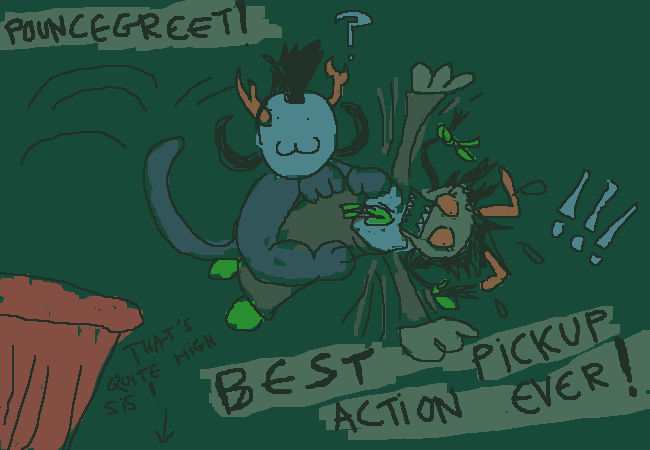 POUNCEGREET!
?
!!!
THAT'S
QUITE HIGH
SIS!
BEST PICKUP
ACTION EVER!